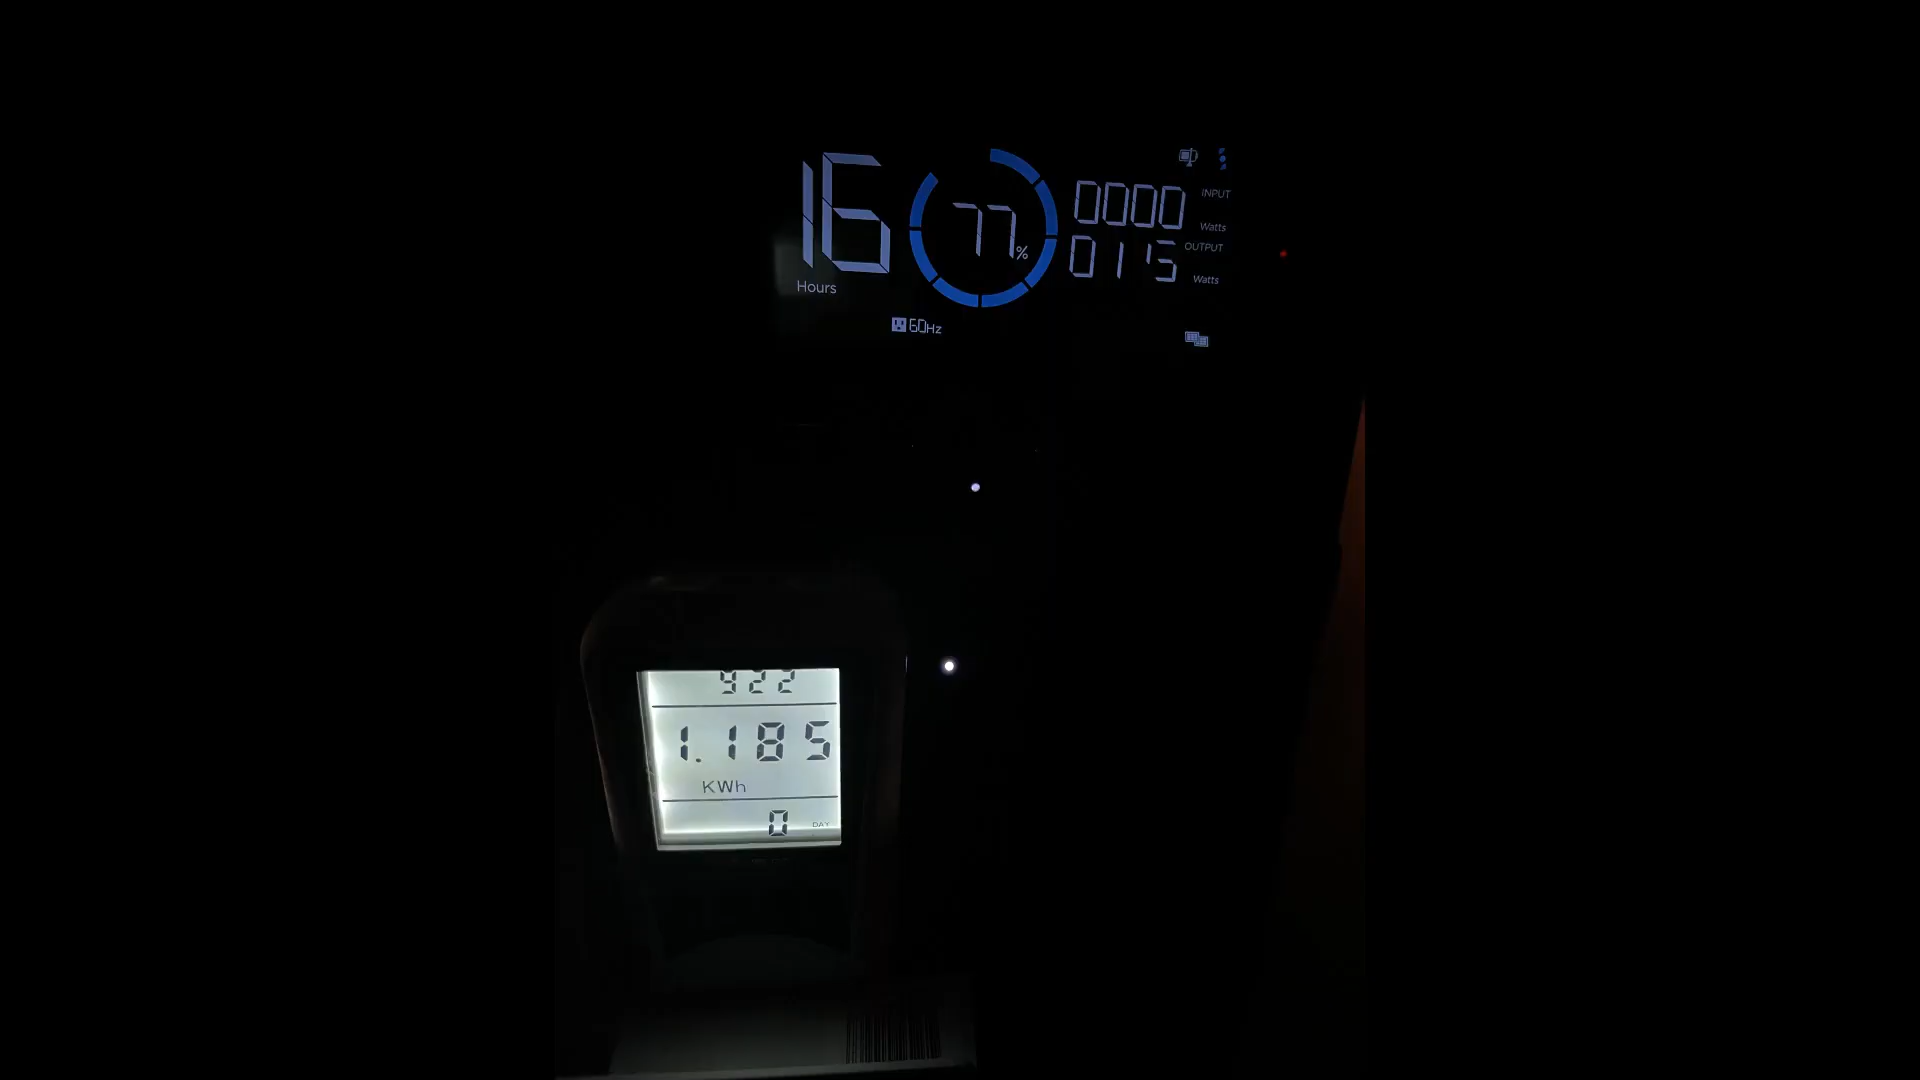 16
Hours
77%
0000 INPUT
Watts
0115 OUTPUT
Watts
60Hz
922
1.185
KWh
0 DAY